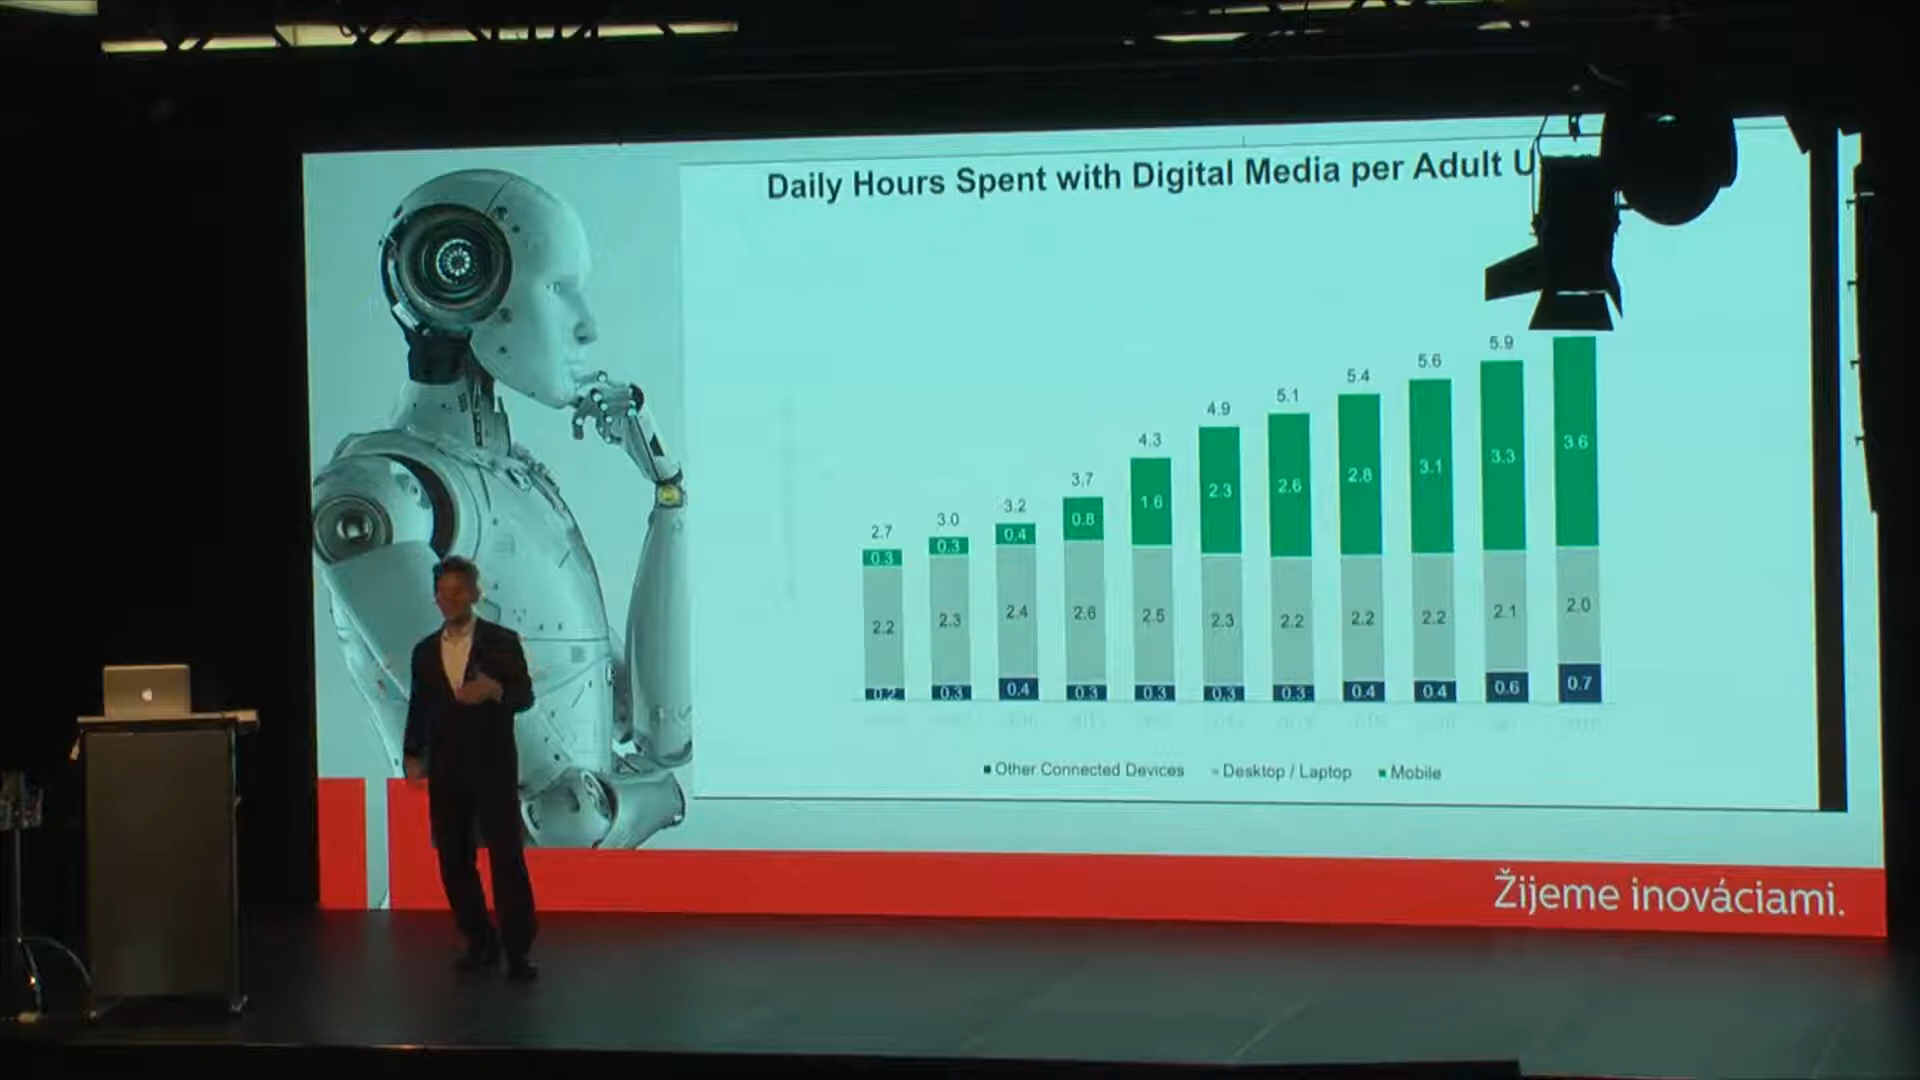 Daily Hours Spent with Digital Media per Adult U
2.7 3.0 3.2 3.7 4.3 4.9 5.1 5.4 5.6 5.9
0.3 0.3 0.4 0.8 1.6 2.3 2.6 2.8 3.1 3.3 3.6
2.2 2.3 2.4 2.6 2.5 2.3 2.2 2.2 2.2 2.1 2.0
0.2 0.3 0.4 0.3 0.3 0.3 0.3 0.4 0.4 0.6 0.7
Other Connected Devices Desktop / Laptop Mobile
Žijeme inováciami.